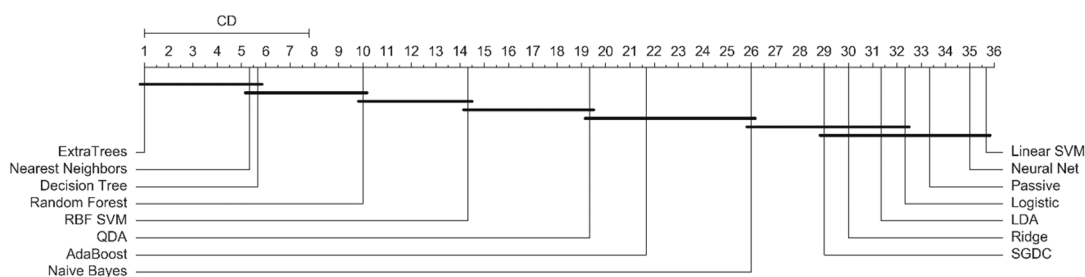 CD
1 2 3 4 5 6 7 8 9 10 11 12 13 14 15 16 17 18 19 20 21 22 23 24 25 26 27 28 29 30 31 32 33 34 35 36
ExtraTrees Linear SVM
Nearest Neighbors Neural Net
Decision Tree Passive
Random Forest Logistic
RBF SVM LDA
QDA Ridge
AdaBoost SGDC
Naive Bayes